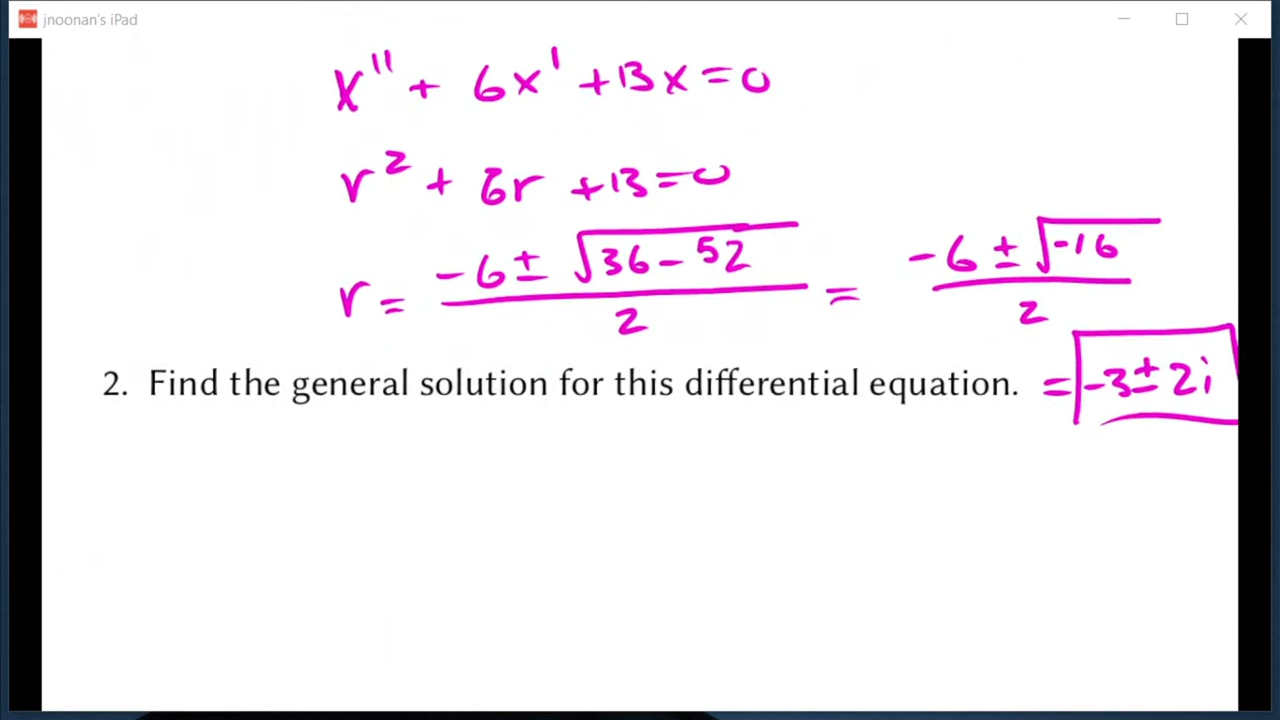 jnoonan's iPad
x'' + 6x' + 13x = 0
r² + 6r + 13 = 0
r = (-6 ± √(36 - 52))/2 = (-6 ± √(-16))/2
2. Find the general solution for this differential equation. = -3 ± 2i